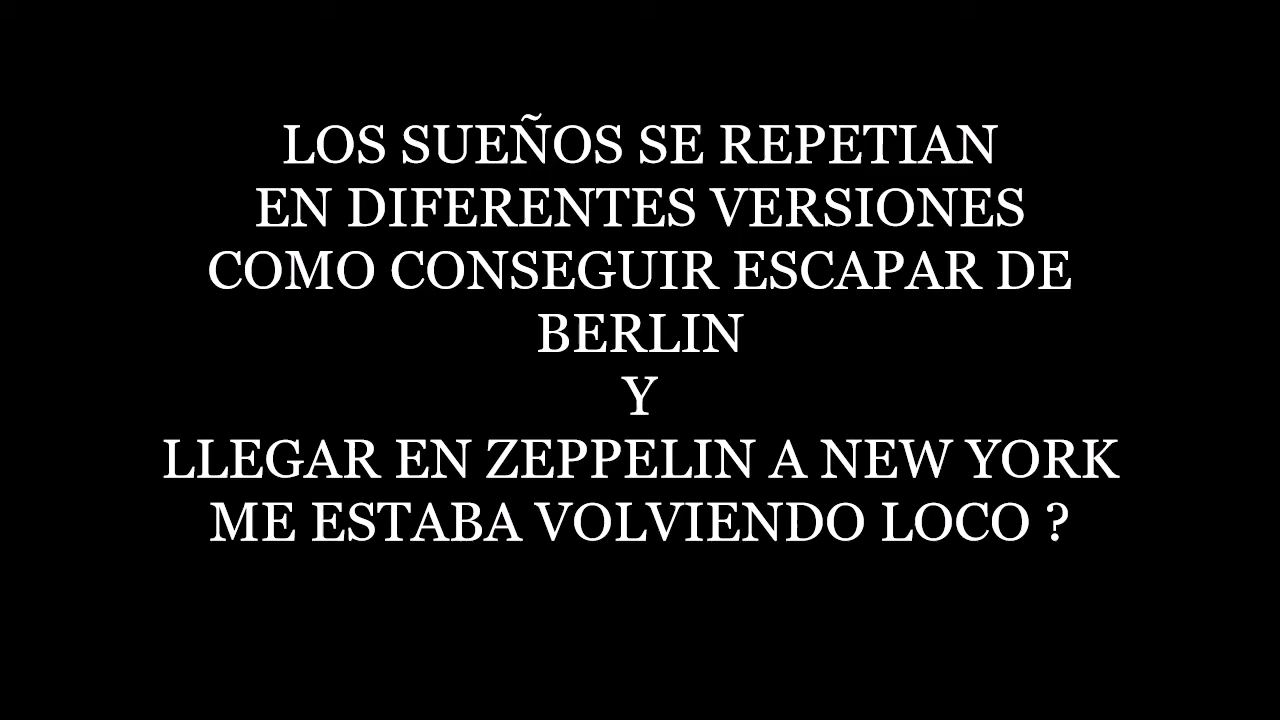 LOS SUEÑOS SE REPETIAN
EN DIFERENTES VERSIONES
COMO CONSEGUIR ESCAPAR DE
BERLIN
Y
LLEGAR EN ZEPPELIN A NEW YORK
ME ESTABA VOLVIENDO LOCO ?